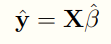 ŷ = Xβ̂